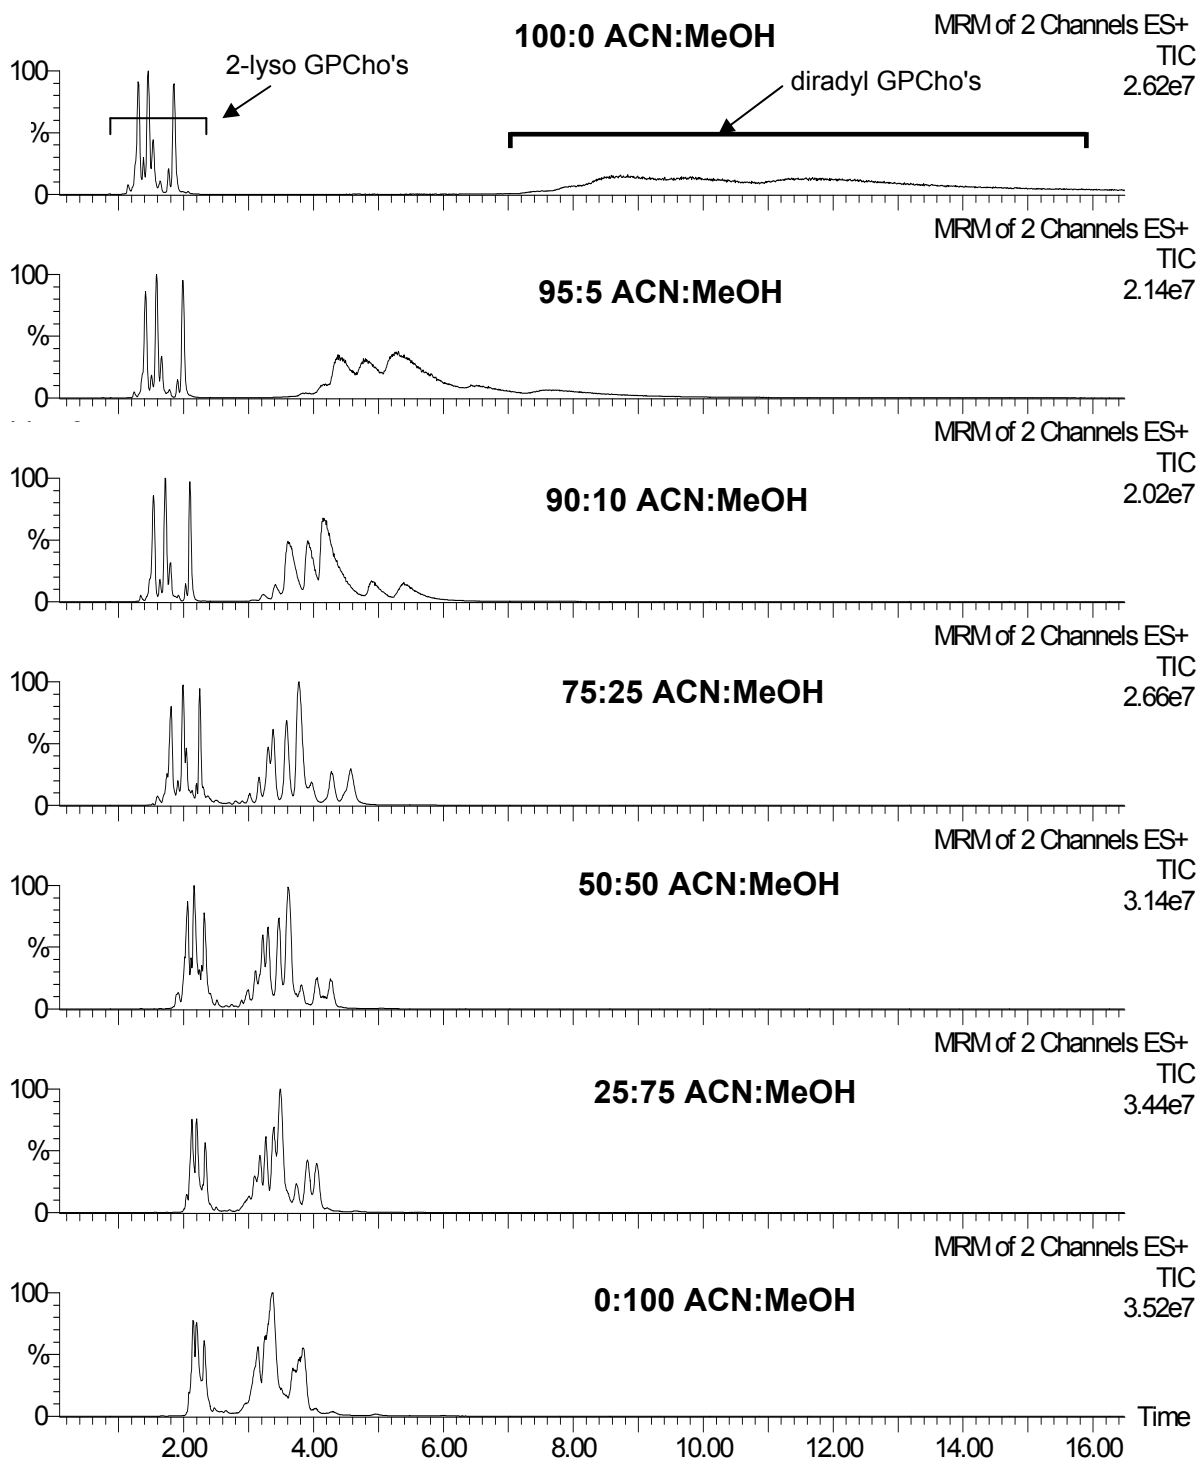 100:0 ACN:MeOH
MRM of 2 Channels ES+
TIC
2.62e7
100
%
0
2-lyso GPCho's
diradyl GPCho's
MRM of 2 Channels ES+
TIC
2.14e7
95:5 ACN:MeOH
100
%
0
MRM of 2 Channels ES+
TIC
2.02e7
90:10 ACN:MeOH
100
%
0
MRM of 2 Channels ES+
TIC
2.66e7
75:25 ACN:MeOH
100
%
0
MRM of 2 Channels ES+
TIC
3.14e7
50:50 ACN:MeOH
100
%
0
MRM of 2 Channels ES+
TIC
3.44e7
25:75 ACN:MeOH
100
%
0
MRM of 2 Channels ES+
TIC
3.52e7
0:100 ACN:MeOH
100
%
0
Time
2.00 4.00 6.00 8.00 10.00 12.00 14.00 16.00